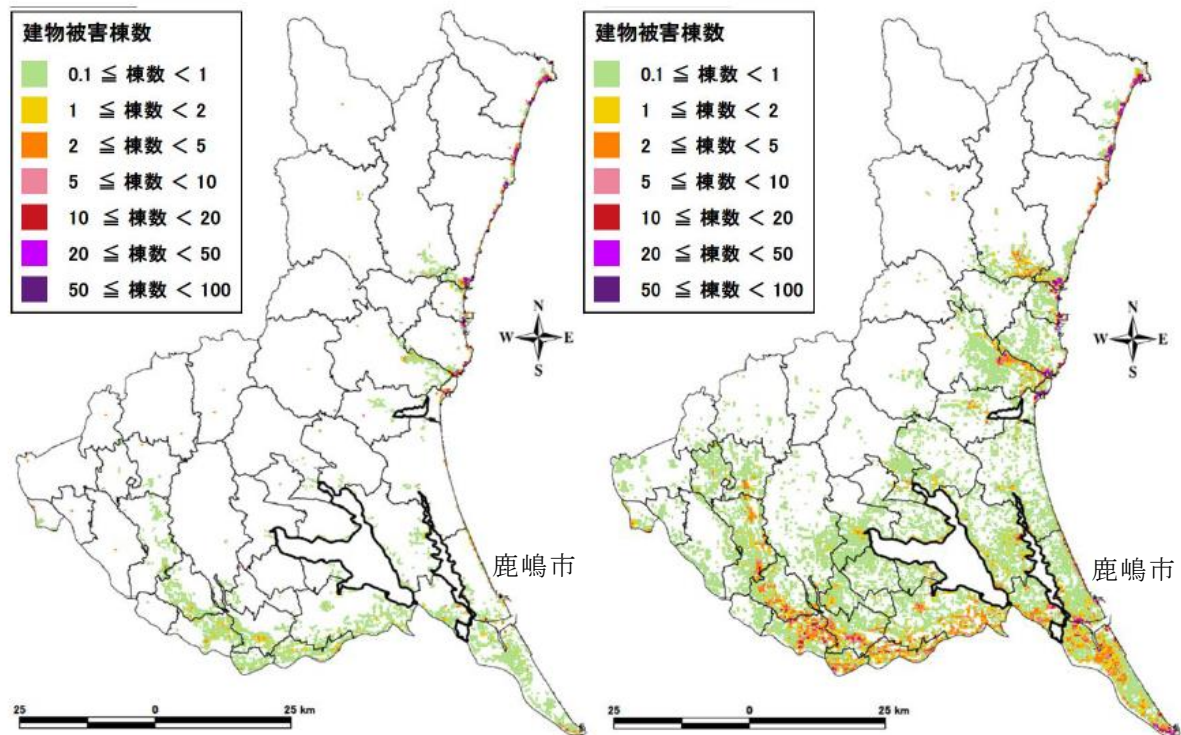 建物被害棟数
0.1 ≦ 棟数 < 1
1 ≦ 棟数 < 2
2 ≦ 棟数 < 5
5 ≦ 棟数 < 10
10 ≦ 棟数 < 20
20 ≦ 棟数 < 50
50 ≦ 棟数 < 100
N
W E
S
鹿嶋市
25 0 25 km
建物被害棟数
0.1 ≦ 棟数 < 1
1 ≦ 棟数 < 2
2 ≦ 棟数 < 5
5 ≦ 棟数 < 10
10 ≦ 棟数 < 20
20 ≦ 棟数 < 50
50 ≦ 棟数 < 100
N
W E
S
鹿嶋市
25 0 25 km